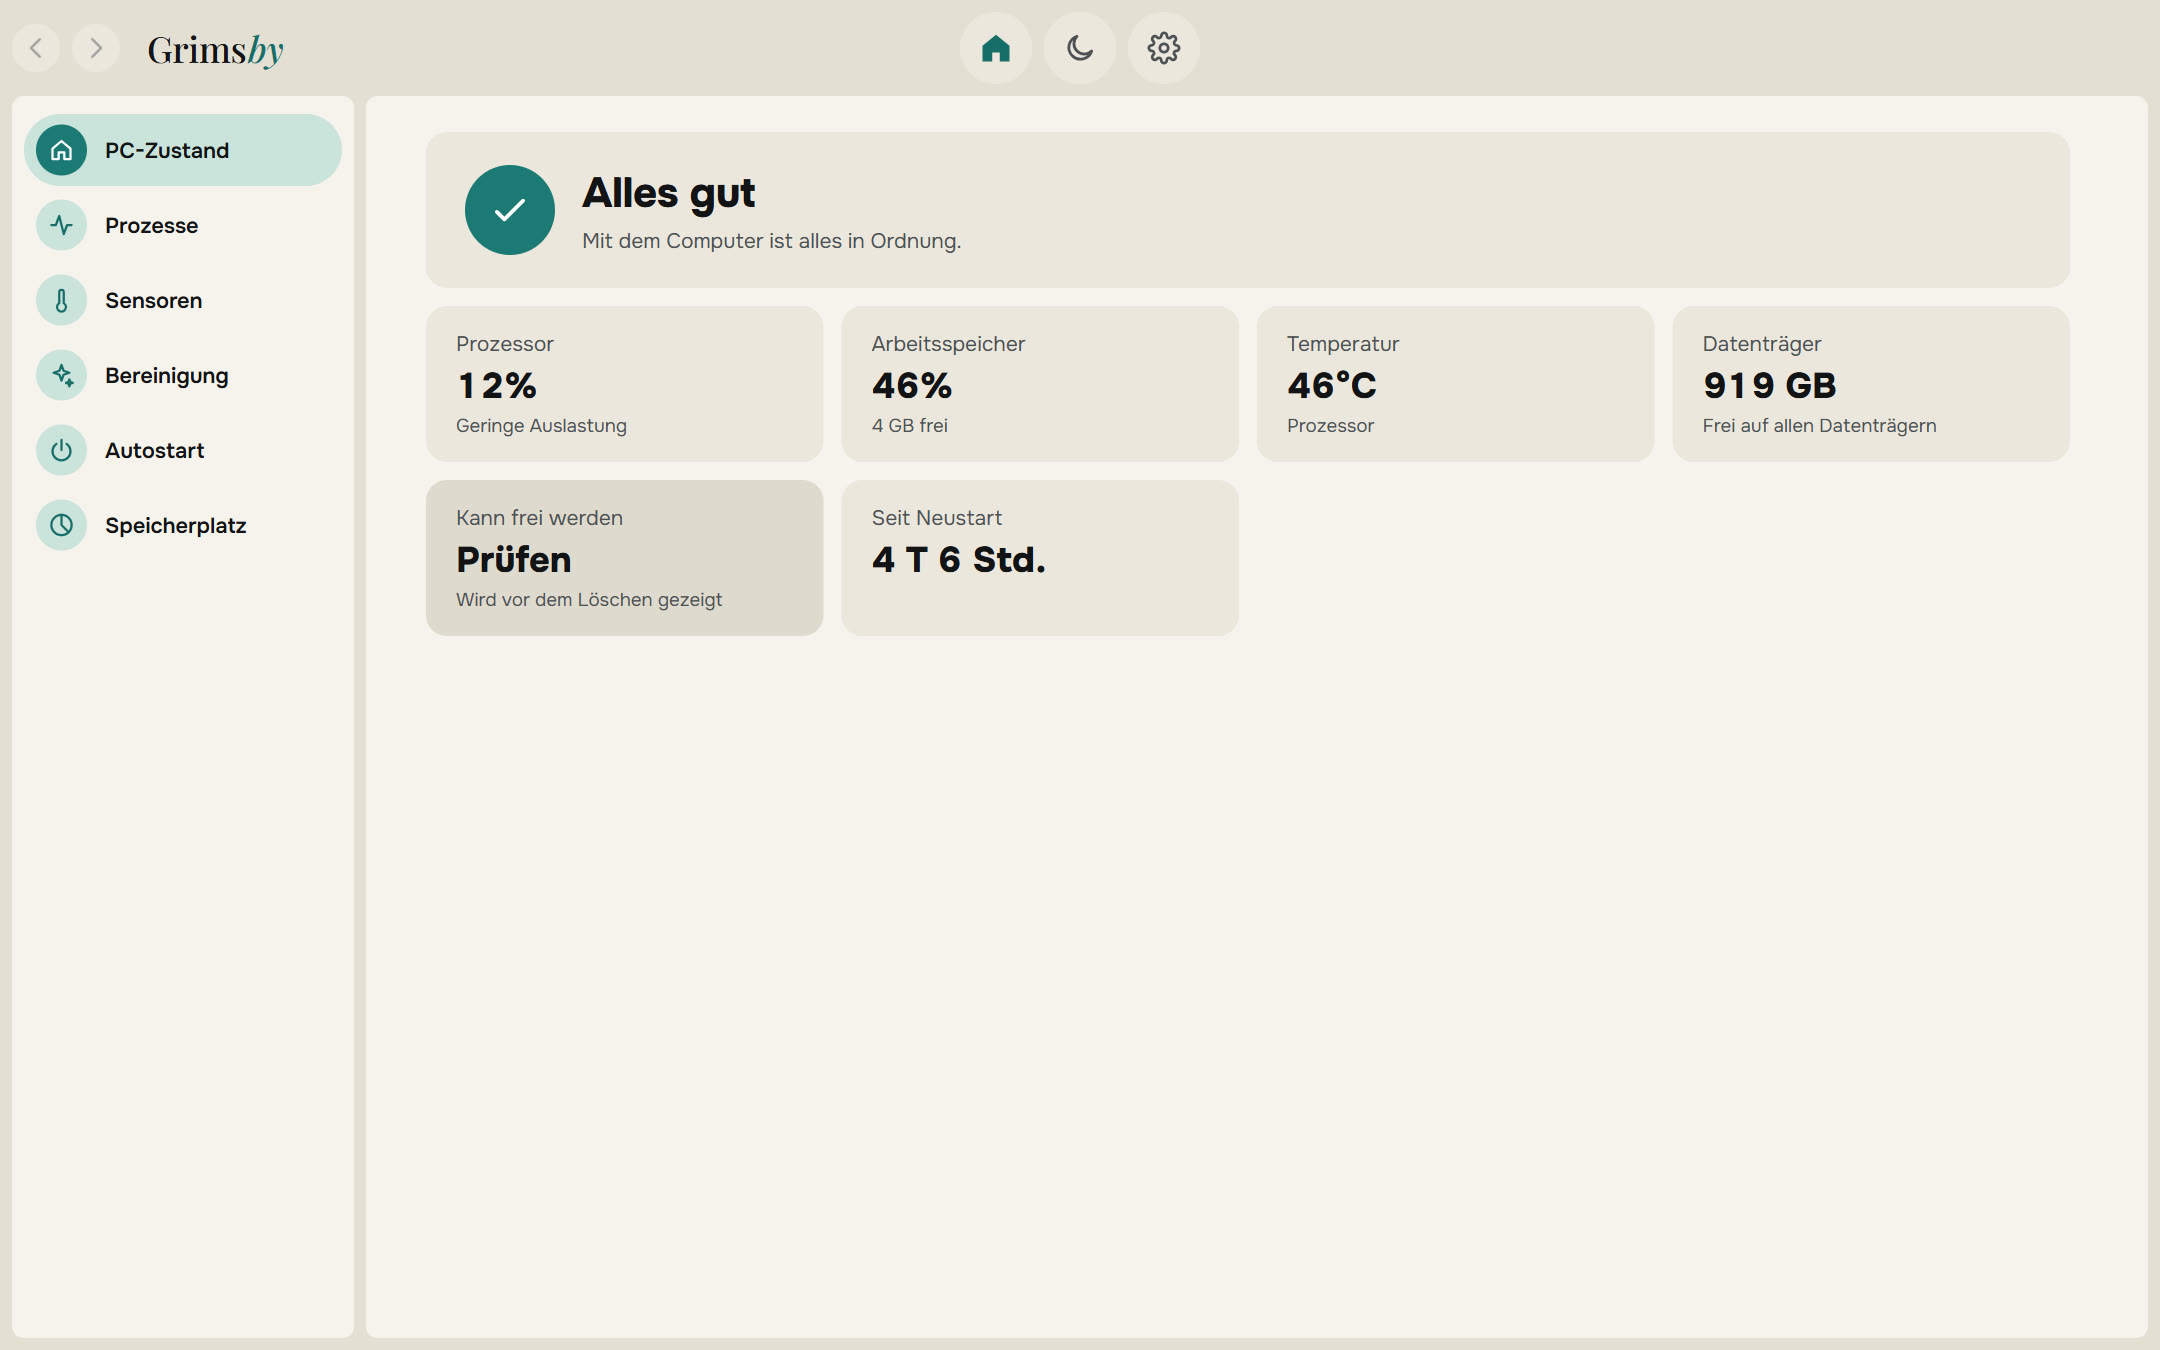 Grimsby
PC-Zustand
Prozesse
Sensoren
Bereinigung
Autostart
Speicherplatz
Alles gut
Mit dem Computer ist alles in Ordnung.
Prozessor
12%
Geringe Auslastung
Arbeitsspeicher
46%
4 GB frei
Temperatur
46°C
Prozessor
Datenträger
919 GB
Frei auf allen Datenträgern
Kann frei werden
Prüfen
Wird vor dem Löschen gezeigt
Seit Neustart
4 T 6 Std.